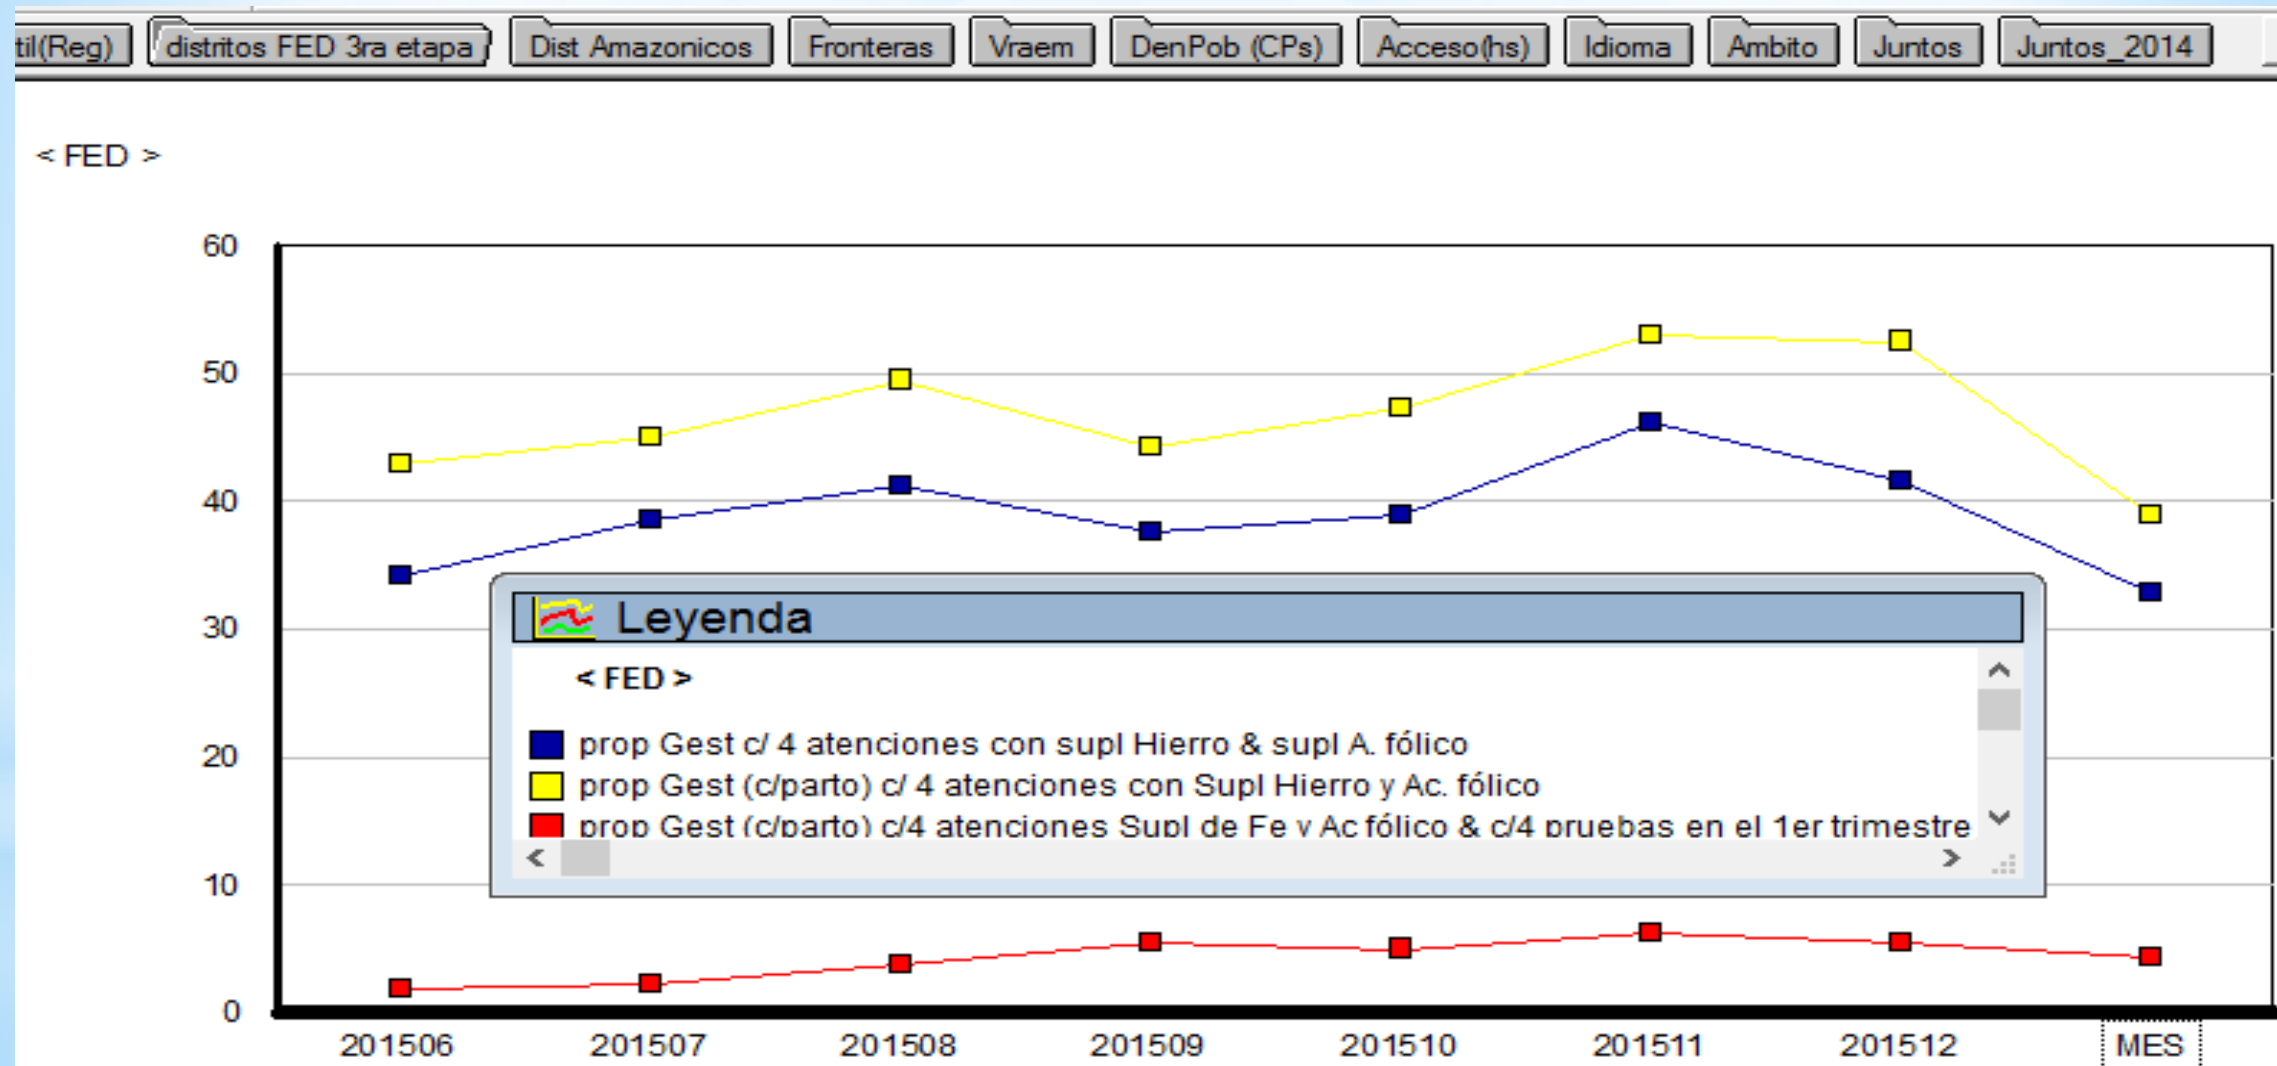 til(Reg) distritos FED 3ra etapa Dist Amazonicos Fronteras Vraem DenPob (CPs) Acceso(hs) Idioma Ambito Juntos Juntos_2014
< FED >
60
50
40
30
20
10
0
Leyenda
< FED >
prop Gest c/ 4 atenciones con supl Hierro & supl A. fólico
prop Gest (c/parto) c/ 4 atenciones con Supl Hierro y Ac. fólico
prop Gest (c/parto) c/4 atenciones Supl de Fe y Ac fólico & c/4 pruebas en el 1er trimestre
201506 201507 201508 201509 201510 201511 201512 MES